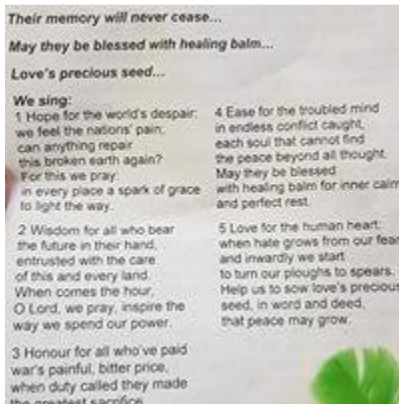 Their memory will never cease...
May they be blessed with healing balm...
Love's precious seed...
We sing:
1 Hope for the world's despair:
we feel the nations' pain;
can anything repair
this broken earth again?
For this we pray:
in every place a spark of grace
to light the way.
2 Wisdom for all who bear
the future in their hand,
entrusted with the care
of this and every land.
When comes the hour,
O Lord, we pray, inspire the
way we spend our power.
3 Honour for all who've paid
war's painful, bitter price,
when duty called they made
the greatest sacrifice
4 Ease for the troubled mind
in endless conflict caught,
each soul that cannot find
the peace beyond all thought.
May they be blessed
with healing balm for inner calm
and perfect rest.
5 Love for the human heart:
when hate grows from our fear
and inwardly we start
to turn our ploughs to spears.
Help us to sow love's precious
seed, in word and deed,
that peace may grow.